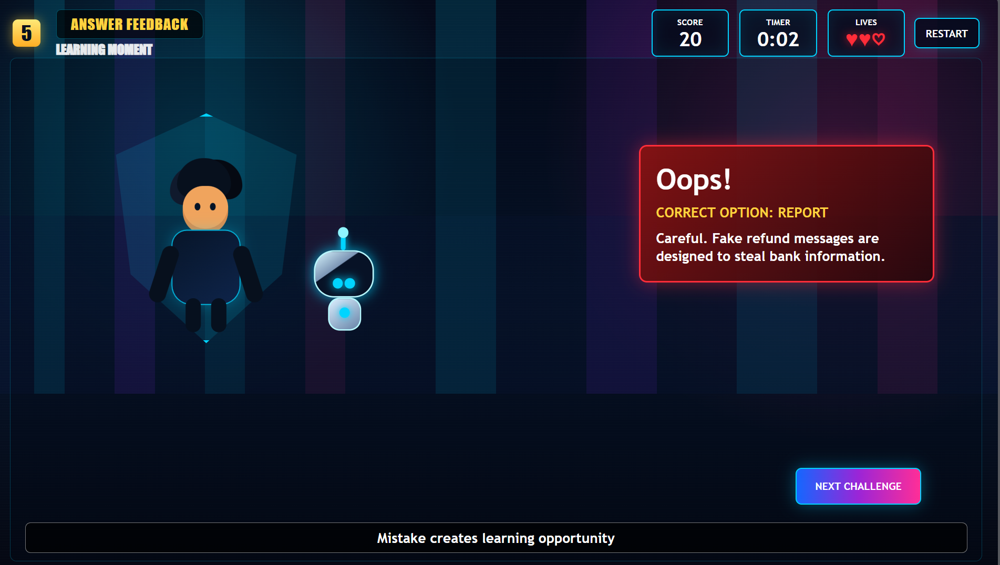 5
ANSWER FEEDBACK
LEARNING MOMENT
SCORE
20
TIMER
0:02
LIVES
RESTART
Oops!
CORRECT OPTION: REPORT
Careful. Fake refund messages are
designed to steal bank information.
NEXT CHALLENGE
Mistake creates learning opportunity